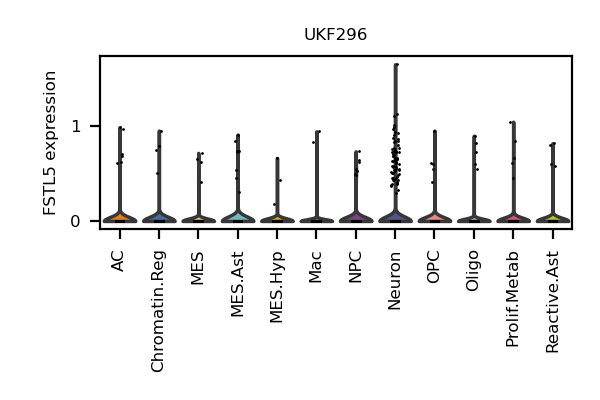 UKF296
FSTL5 expression
1
0
AC
Chromatin.Reg
MES
MES.Ast
MES.Hyp
Mac
NPC
Neuron
OPC
Oligo
Prolif.Metab
Reactive.Ast